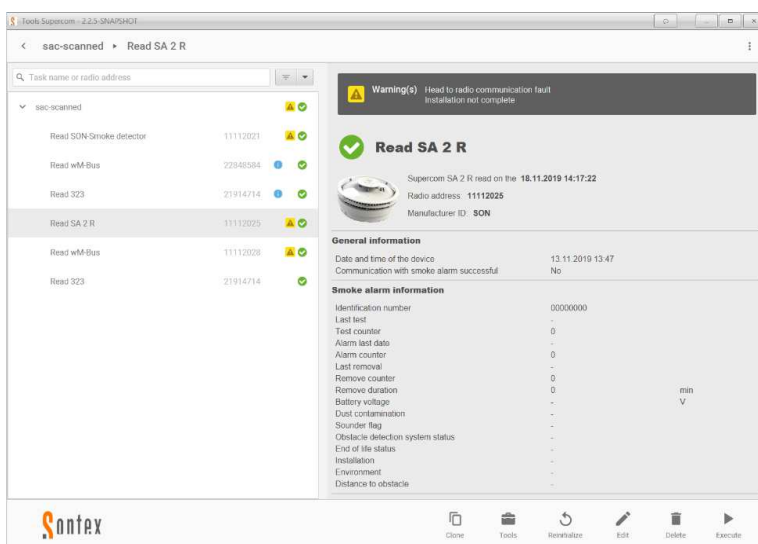 Tools Supercom - 2.2.5-SNAPSHOT
sac-scanned ▸ Read SA 2 R
Task name or radio address
sac-scanned
Read SON-Smoke detector 11112021
Read wM-Bus 22848584
Read 323 21914714
Read SA 2 R 11112025
Read wM-Bus 11112028
Read 323 21914714
Warning(s) Head to radio communication fault
Installation not complete
Read SA 2 R
Supercom SA 2 R read on the 18.11.2019 14:17:22
Radio address 11112025
Manufacturer ID SON
General information
Date and time of the device 13.11.2019 13:47
Communication with smoke alarm successful No
Smoke alarm information
Identification number 00000000
Last test -
Test counter 0
Alarm last date -
Alarm counter 0
Last removal -
Remove counter 0
Remove duration 0 min
Battery voltage - V
Dust contamination -
Sounder flag -
Obstacle detection system status -
End of life status -
Installation -
Environment -
Distance to obstacle -
Sontex
Clone Tools Reinitialize Edit Delete Execute